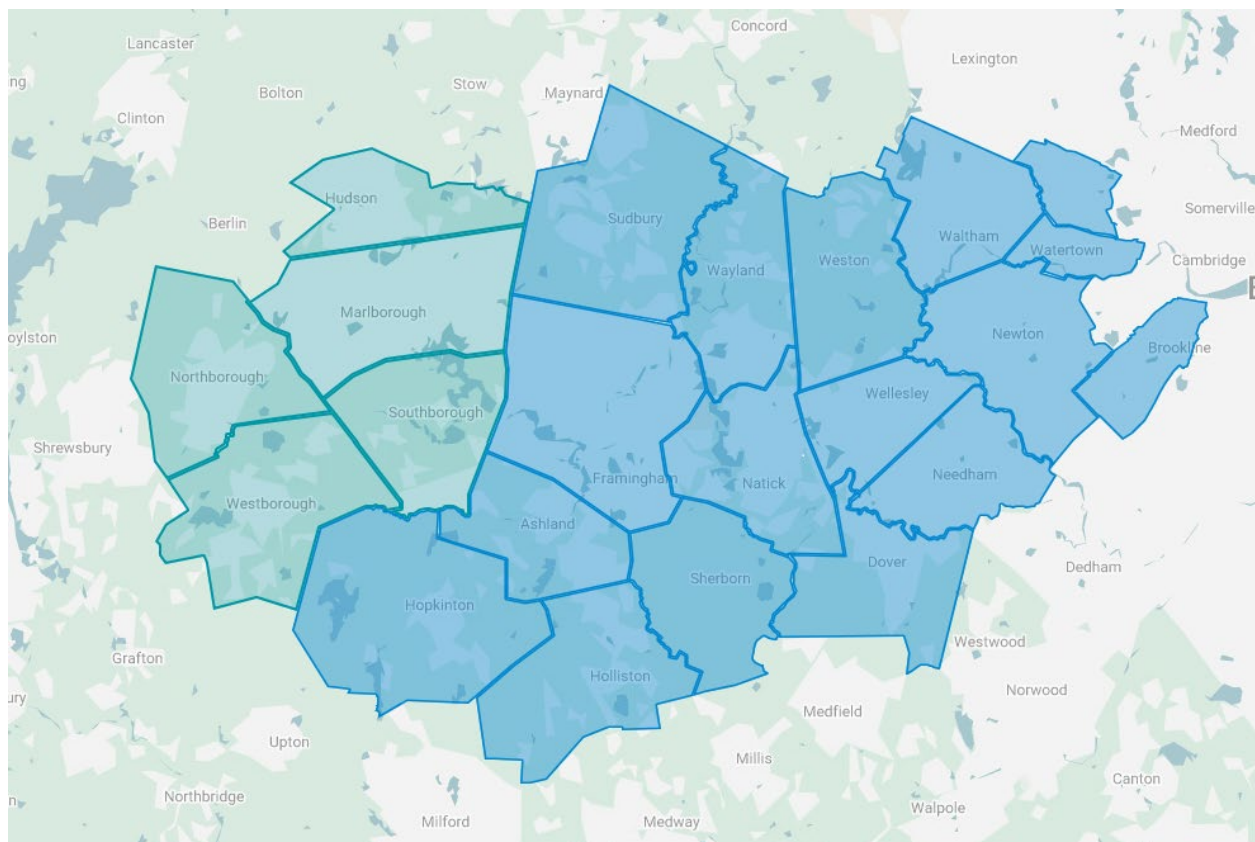 Concord
Lancaster
Lexington
Stow
Bolton
Maynard
ng
Clinton
Medford
Hudson
Somerville
Berlin
Sudbury
Waltham
Watertown
Wayland
Weston
Cambridge
Marlborough
oylston
Newton
Brookline
Northborough
Wellesley
Southborough
Shrewsbury
Framingham
Natick
Needham
Westborough
Ashland
Dover
Dedham
Sherborn
Hopkinton
Westwood
Grafton
Holliston
Norwood
ury
Medfield
Upton
Millis
Canton
Northbridge
Walpole
Milford
Medway